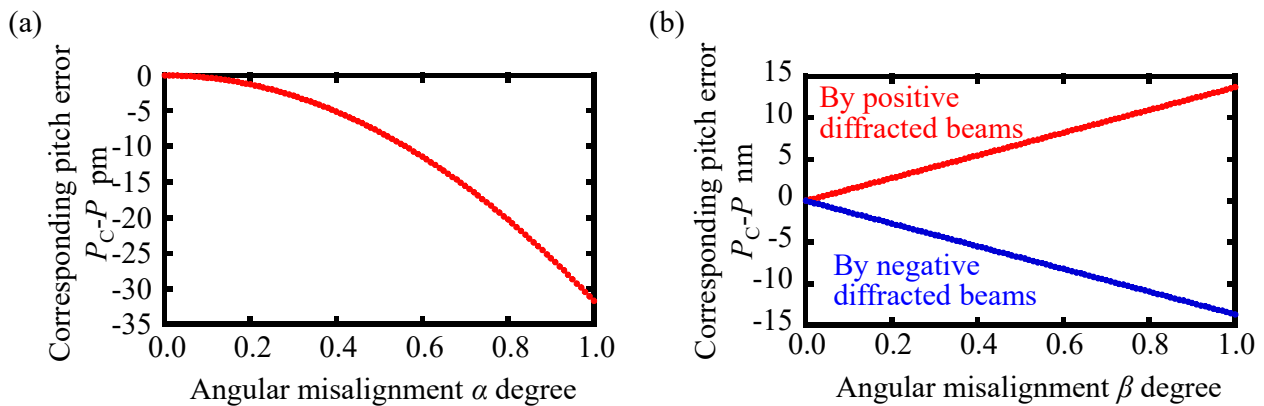 (a)
Corresponding pitch error
P_C-P pm
0
-5
-10
-15
-20
-25
-30
-35
0.0 0.2 0.4 0.6 0.8 1.0
Angular misalignment α degree
(b)
Corresponding pitch error
P_C-P nm
15
10
5
0
-5
-10
-15
By positive
diffracted beams
By negative
diffracted beams
0.0 0.2 0.4 0.6 0.8 1.0
Angular misalignment β degree